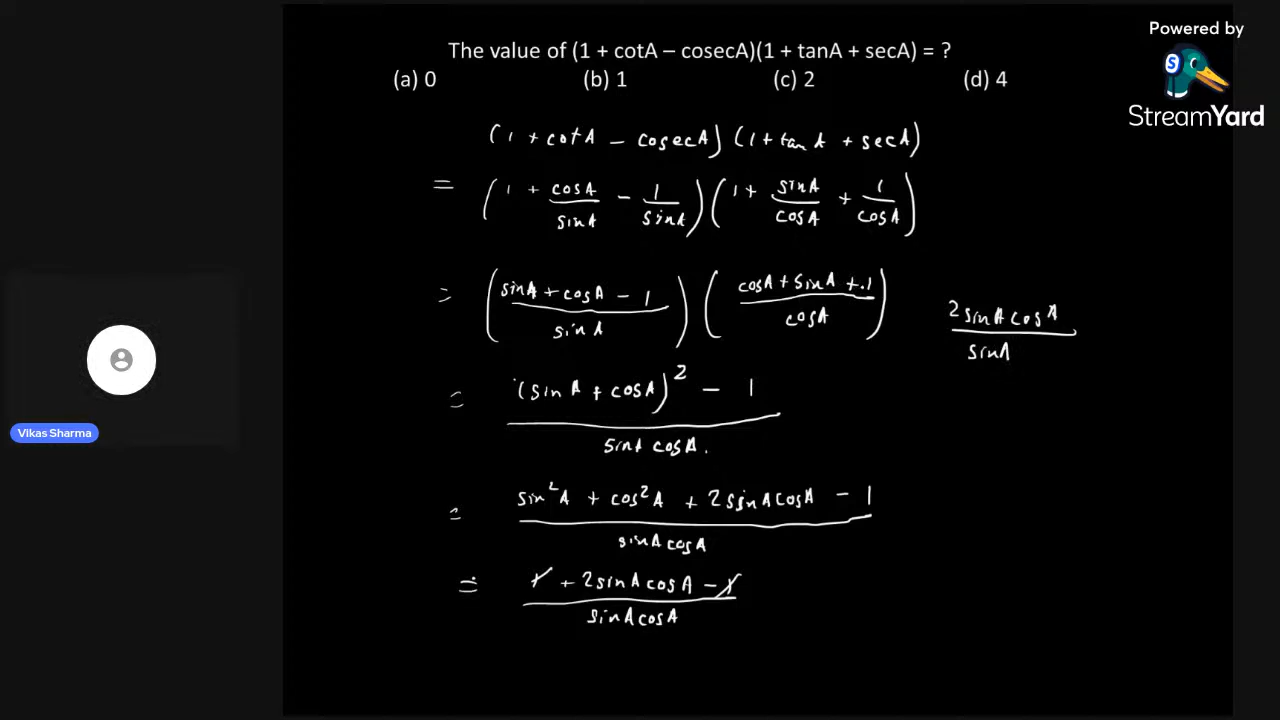 Powered by
StreamYard
The value of (1 + cotA – cosecA)(1 + tanA + secA) = ?
(a) 0 (b) 1 (c) 2 (d) 4
(1 + cotA - cosecA) (1 + tanA + secA)
= (1 + cosA/sinA - 1/sinA) (1 + sinA/cosA + 1/cosA)
= ((sinA + cosA - 1)/sinA) ((cosA + sinA + 1)/cosA)
2sinAcosA/sinA
= ((sinA + cosA)² - 1)/(sinA cosA).
= (sin²A + cos²A + 2sinAcosA - 1)/(sinAcosA)
= (1 + 2sinAcosA - 1)/(sinAcosA)
Vikas Sharma